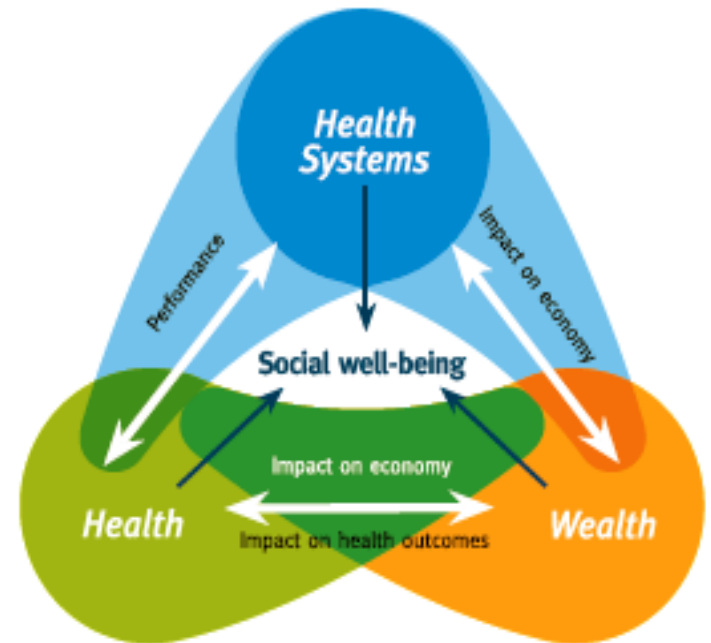 Health
Systems
Performance
Impact on economy
Social well-being
Impact on economy
Health
Wealth
Impact on health outcomes